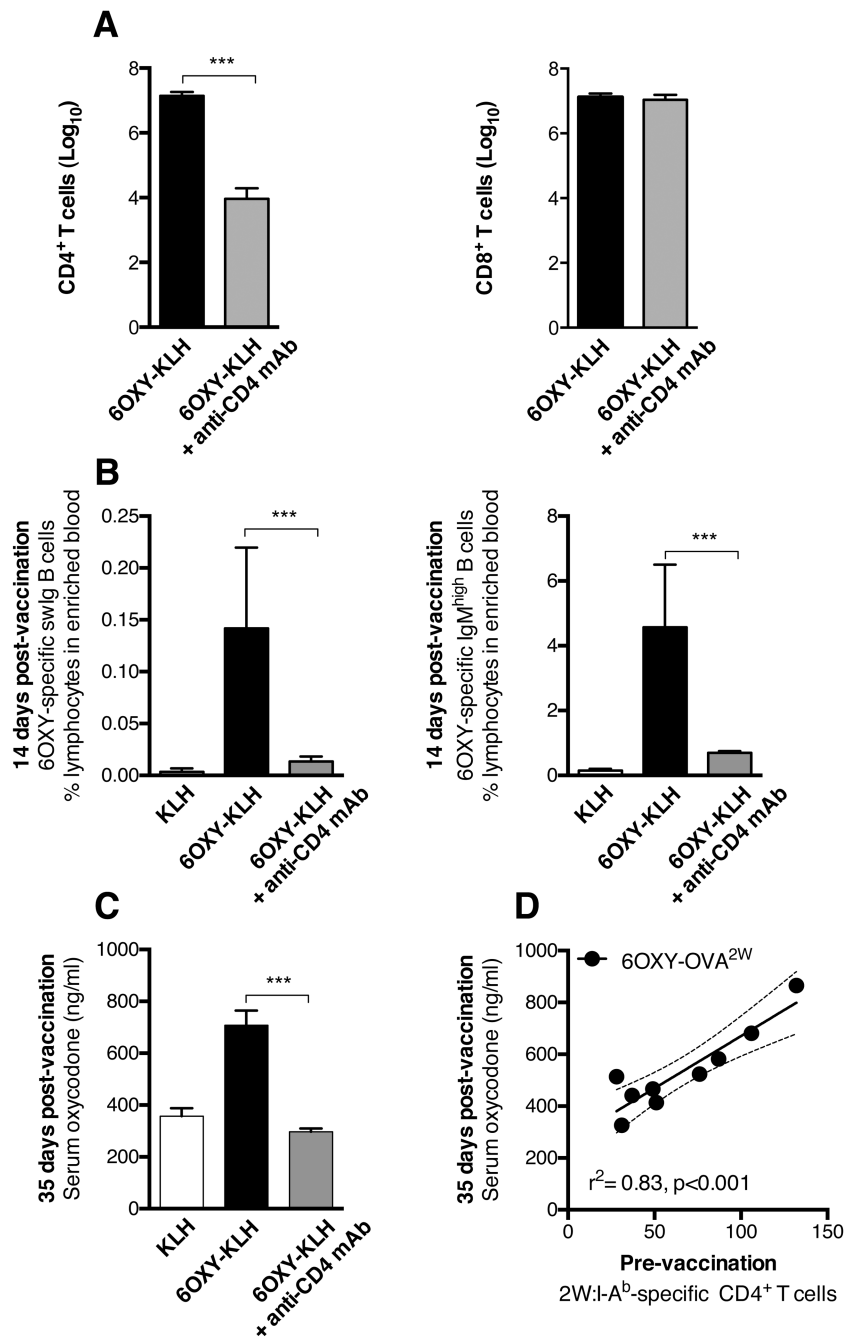 A
CD4+ T cells (Log10)
8
6
4
2
0
***
6OXY-KLH
6OXY-KLH
+ anti-CD4 mAb
CD8+ T cells (Log10)
8
6
4
2
0
6OXY-KLH
6OXY-KLH
+ anti-CD4 mAb
B
14 days post-vaccination
6OXY-specific swIg B cells
% lymphocytes in enriched blood
0.25
0.20
0.15
0.10
0.05
0.00
***
KLH
6OXY-KLH
6OXY-KLH
+ anti-CD4 mAb
14 days post-vaccination
6OXY-specific IgMhigh B cells
% lymphocytes in enriched blood
8
6
4
2
0
***
KLH
6OXY-KLH
6OXY-KLH
+ anti-CD4 mAb
C
35 days post-vaccination
Serum oxycodone (ng/ml)
1000
800
600
400
200
0
***
KLH
6OXY-KLH
6OXY-KLH
+ anti-CD4 mAb
D
35 days post-vaccination
Serum oxycodone (ng/ml)
1000
800
600
400
200
0
6OXY-OVA2W
r2= 0.83, p<0.001
0 50 100 150
Pre-vaccination
2W:I-Ab-specific CD4+ T cells